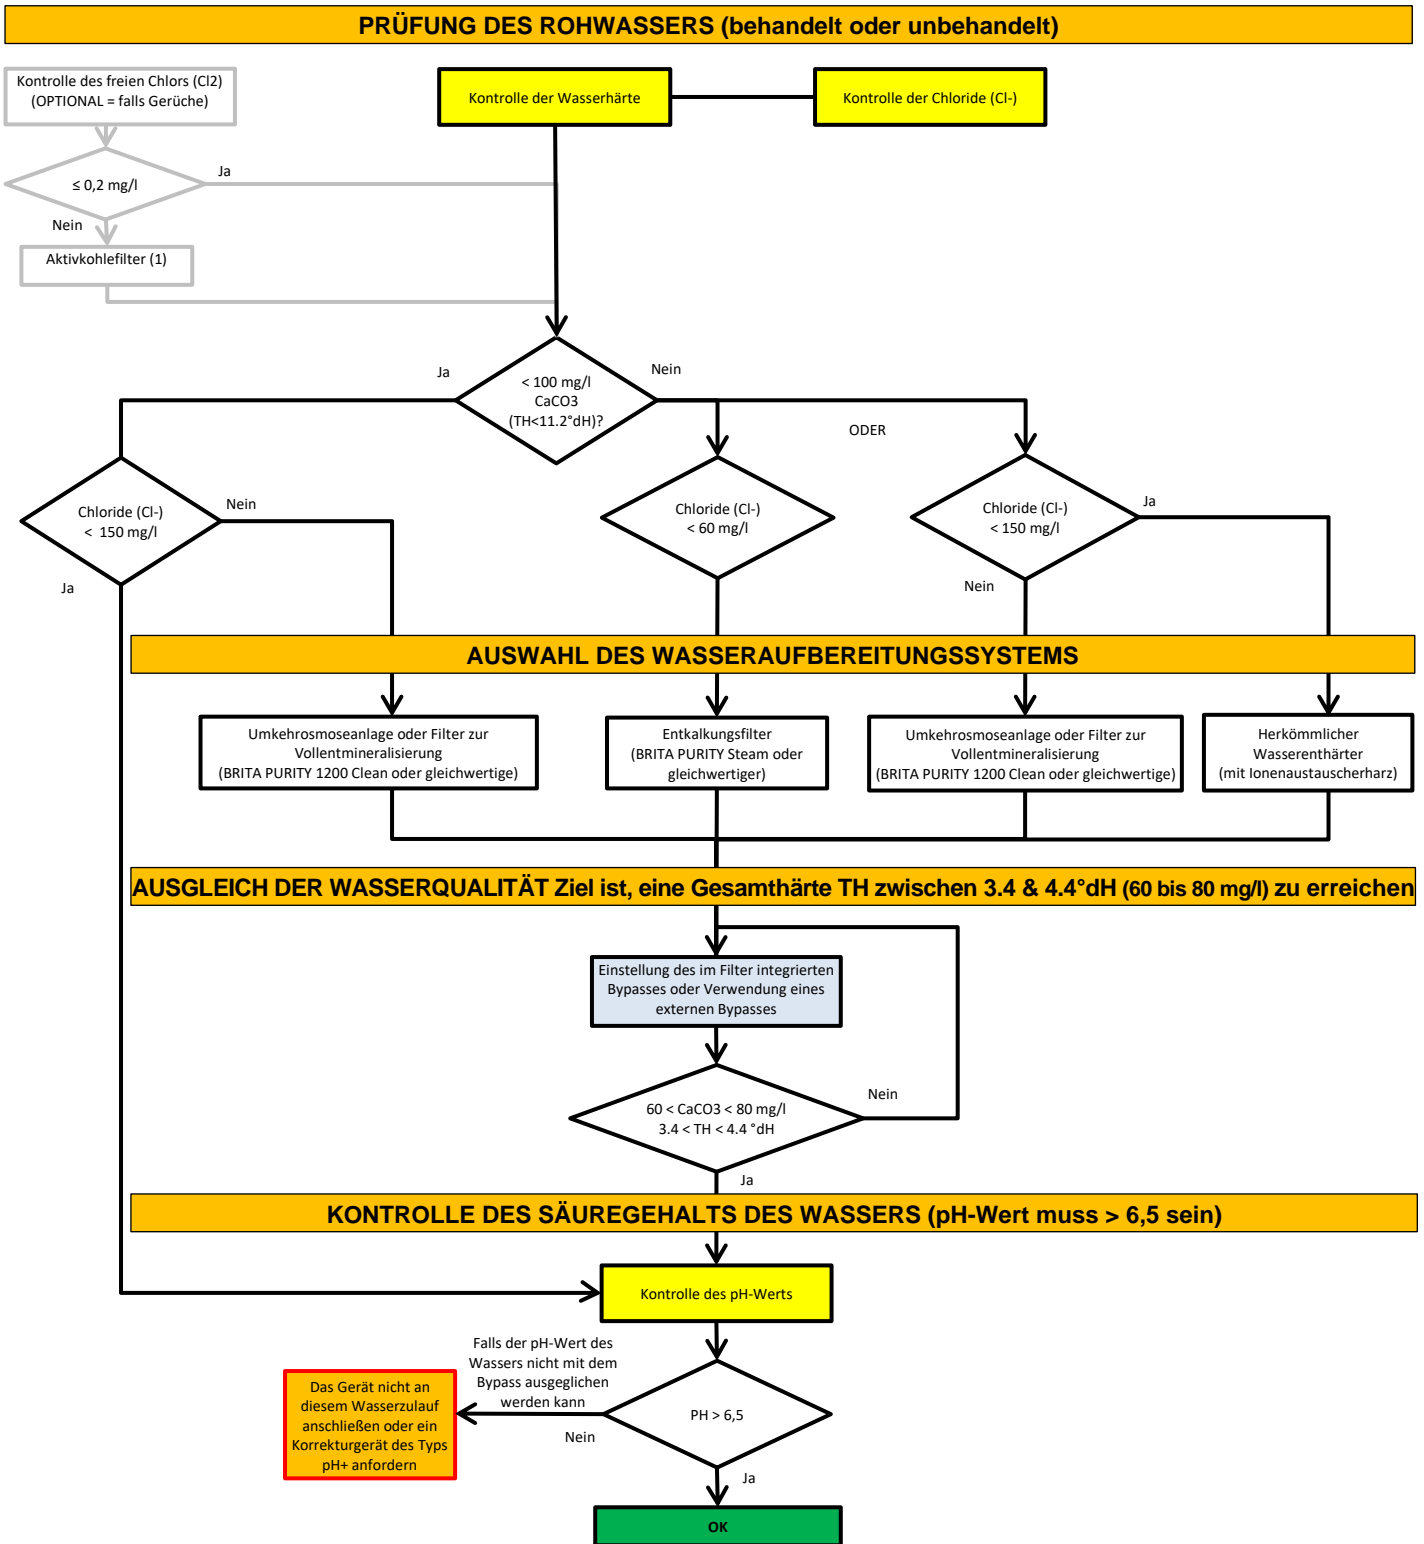 PRÜFUNG DES ROHWASSERS (behandelt oder unbehandelt)
Kontrolle des freien Chlors (Cl2)
(OPTIONAL = falls Gerüche)
Kontrolle der Wasserhärte
Kontrolle der Chloride (Cl-)
≤ 0,2 mg/l
Ja
Nein
Aktivkohlefilter (1)
< 100 mg/l
CaCO3
(TH<11.2°dH)?
Ja
Nein
ODER
Chloride (Cl-)
< 150 mg/l
Nein
Ja
Chloride (Cl-)
< 60 mg/l
Chloride (Cl-)
< 150 mg/l
Ja
Nein
AUSWAHL DES WASSERAUFBEREITUNGSSYSTEMS
Umkehrosmoseanlage oder Filter zur
Vollentmineralisierung
(BRITA PURITY 1200 Clean oder gleichwertige)
Entkalkungsfilter
(BRITA PURITY Steam oder
gleichwertiger)
Umkehrosmoseanlage oder Filter zur
Vollentmineralisierung
(BRITA PURITY 1200 Clean oder gleichwertige)
Herkömmlicher
Wasserenthärter
(mit Ionenaustauscherharz)
AUSGLEICH DER WASSERQUALITÄT Ziel ist, eine Gesamthärte TH zwischen 3.4 & 4.4°dH (60 bis 80 mg/l) zu erreichen
Einstellung des im Filter integrierten
Bypasses oder Verwendung eines
externen Bypasses
60 < CaCO3 < 80 mg/l
3.4 < TH < 4.4 °dH
Nein
Ja
KONTROLLE DES SÄUREGEHALTS DES WASSERS (pH-Wert muss > 6,5 sein)
Kontrolle des pH-Werts
Falls der pH-Wert des
Wassers nicht mit dem
Bypass ausgeglichen
werden kann
Nein
PH > 6,5
Das Gerät nicht an
diesem Wasserzulauf
anschließen oder ein
Korrekturgerät des Typs
pH+ anfordern
Ja
OK